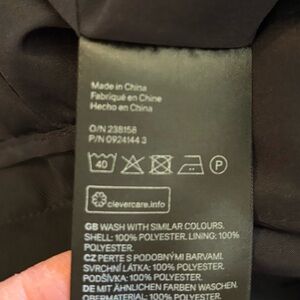 Made in China
Fabriqué en Chine
Hecho en China
O/N 238158
P/N 0924144 3
40
P
clevercare.info
GB WASH WITH SIMILAR COLOURS.
SHELL: 100% POLYESTER. LINING: 100%
POLYESTER.
CZ PERTE S PODOBNÝMI BARVAMI.
SVRCHNÍ LÁTKA: 100% POLYESTER.
PODŠÍVKA: 100% POLYESTER.
DE MIT ÄHNLICHEN FARBEN WASCHEN.
OBERMATERIAL: 100% POLYESTER.